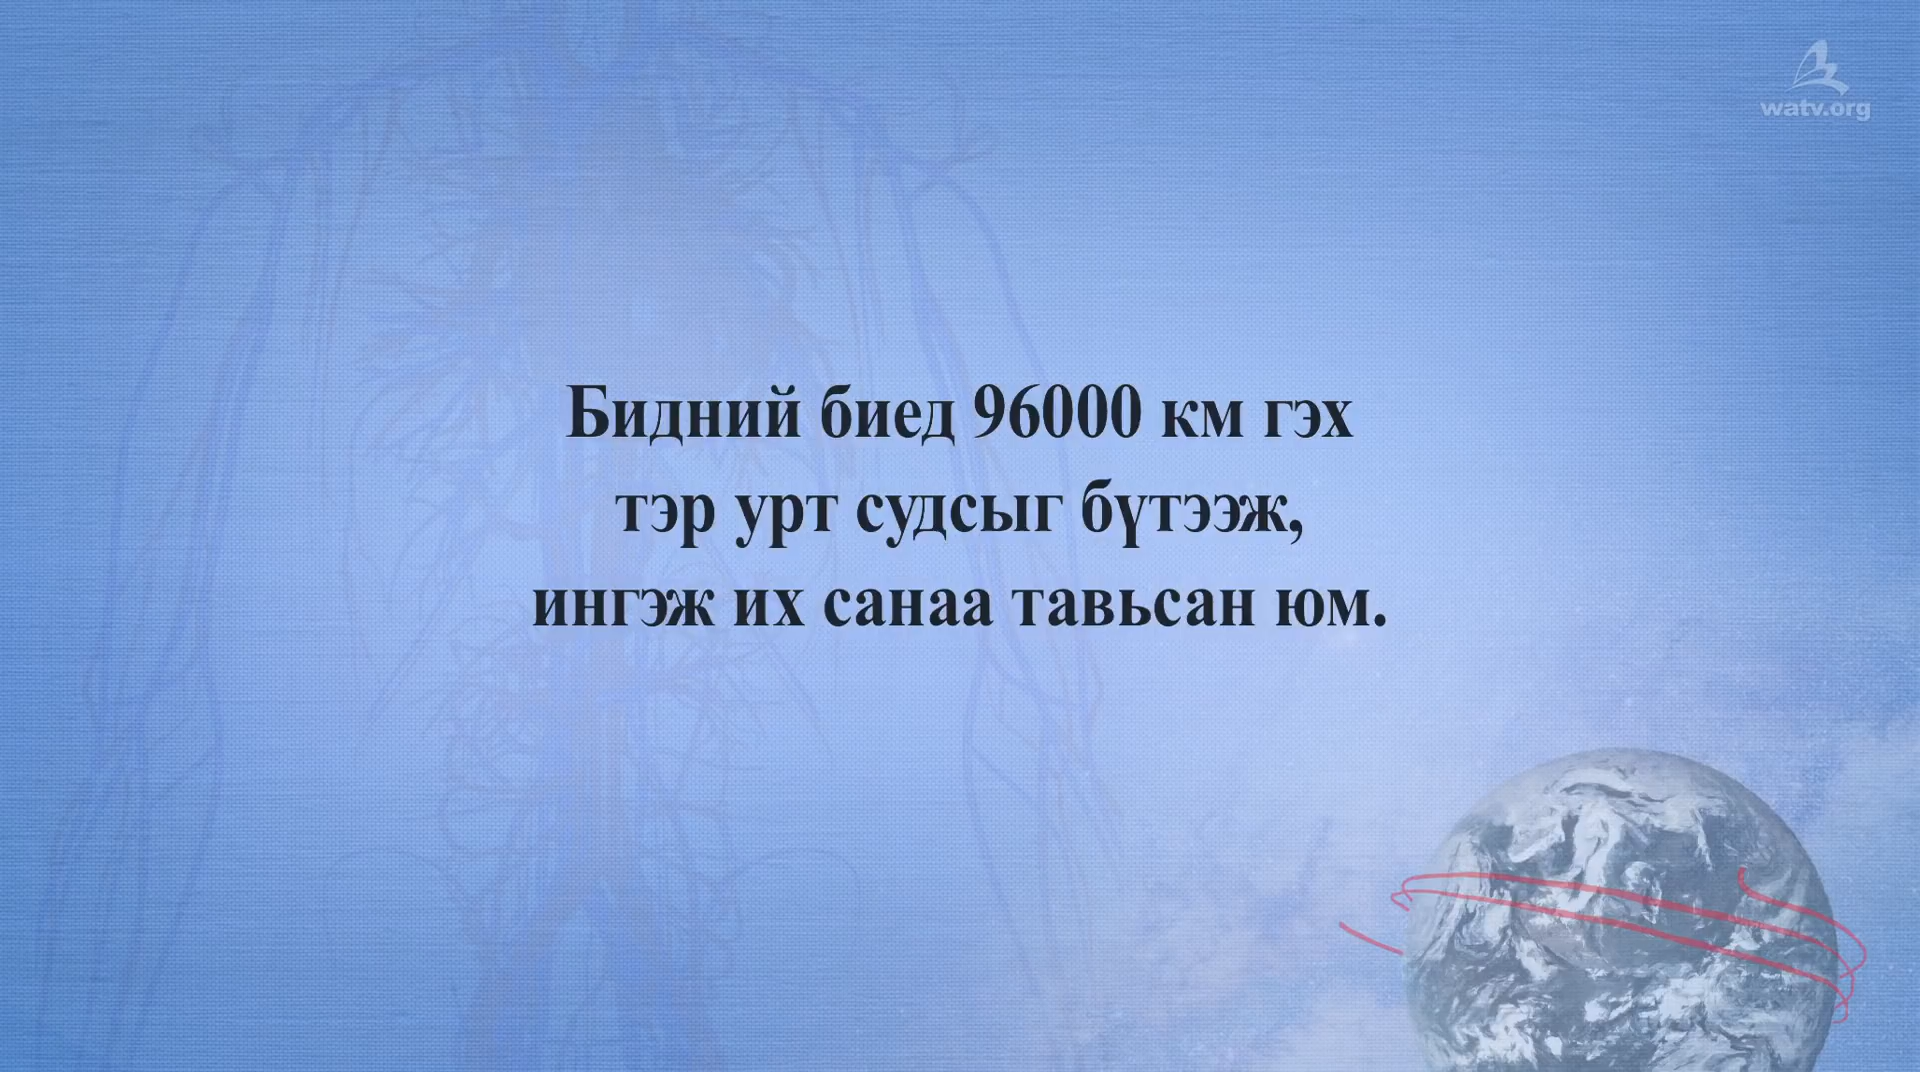 watv.org
Бидний биед 96000 км гэх
тэр урт судсыг бүтээж,
ингэж их санаа тавьсан юм.